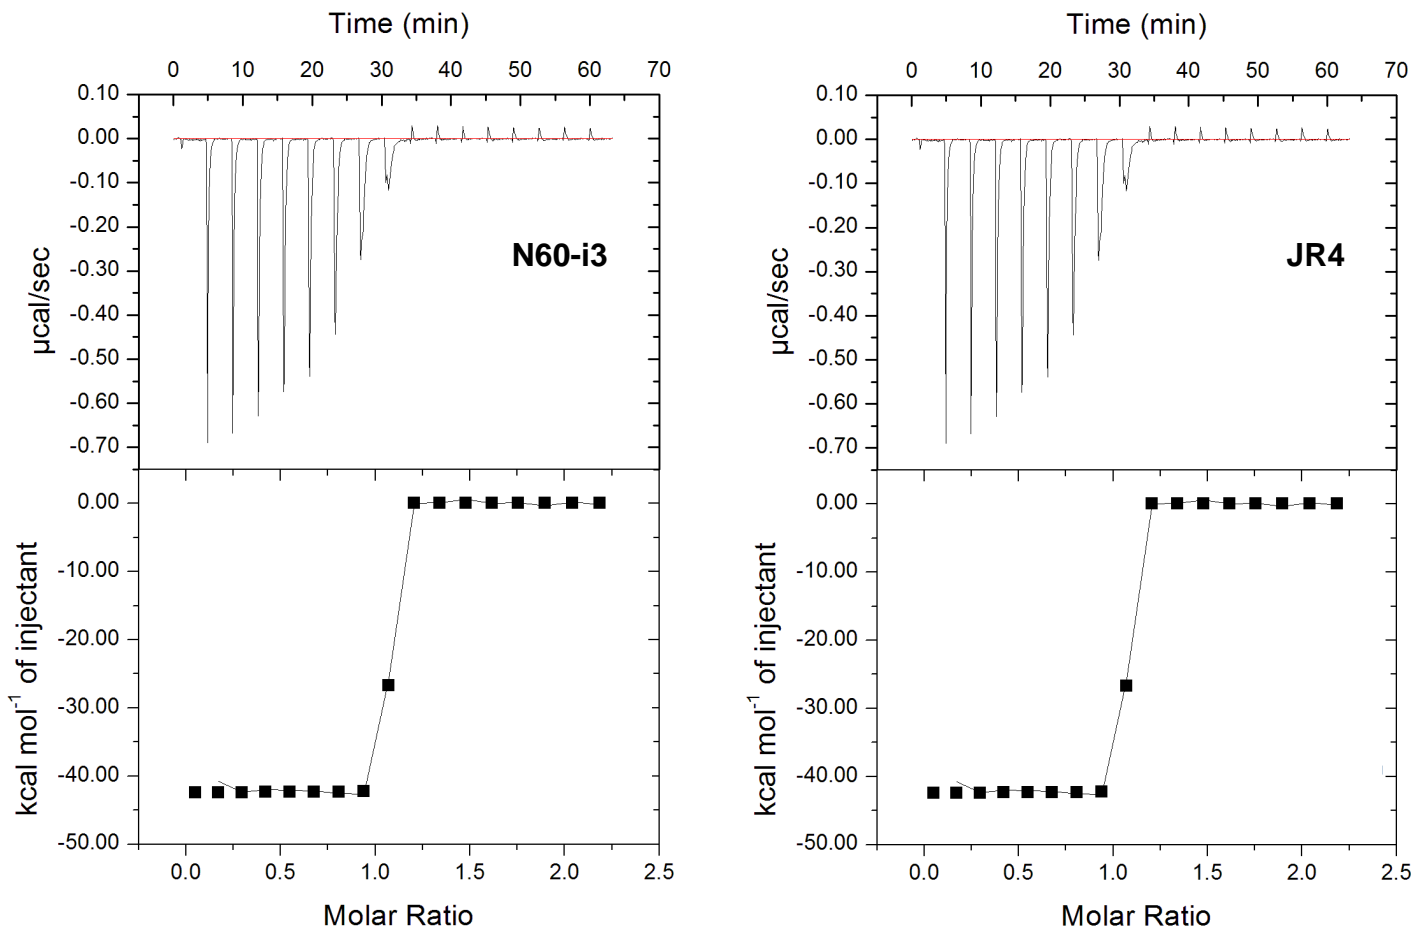 Time (min)
0 10 20 30 40 50 60 70
0.10
0.00
-0.10
-0.20
-0.30
-0.40
-0.50
-0.60
-0.70
µcal/sec
N60-i3
0.00
-10.00
-20.00
-30.00
-40.00
-50.00
kcal mol⁻¹ of injectant
0.0 0.5 1.0 1.5 2.0 2.5
Molar Ratio
Time (min)
0 10 20 30 40 50 60 70
0.10
0.00
-0.10
-0.20
-0.30
-0.40
-0.50
-0.60
-0.70
µcal/sec
JR4
0.00
-10.00
-20.00
-30.00
-40.00
-50.00
kcal mol⁻¹ of injectant
0.0 0.5 1.0 1.5 2.0 2.5
Molar Ratio